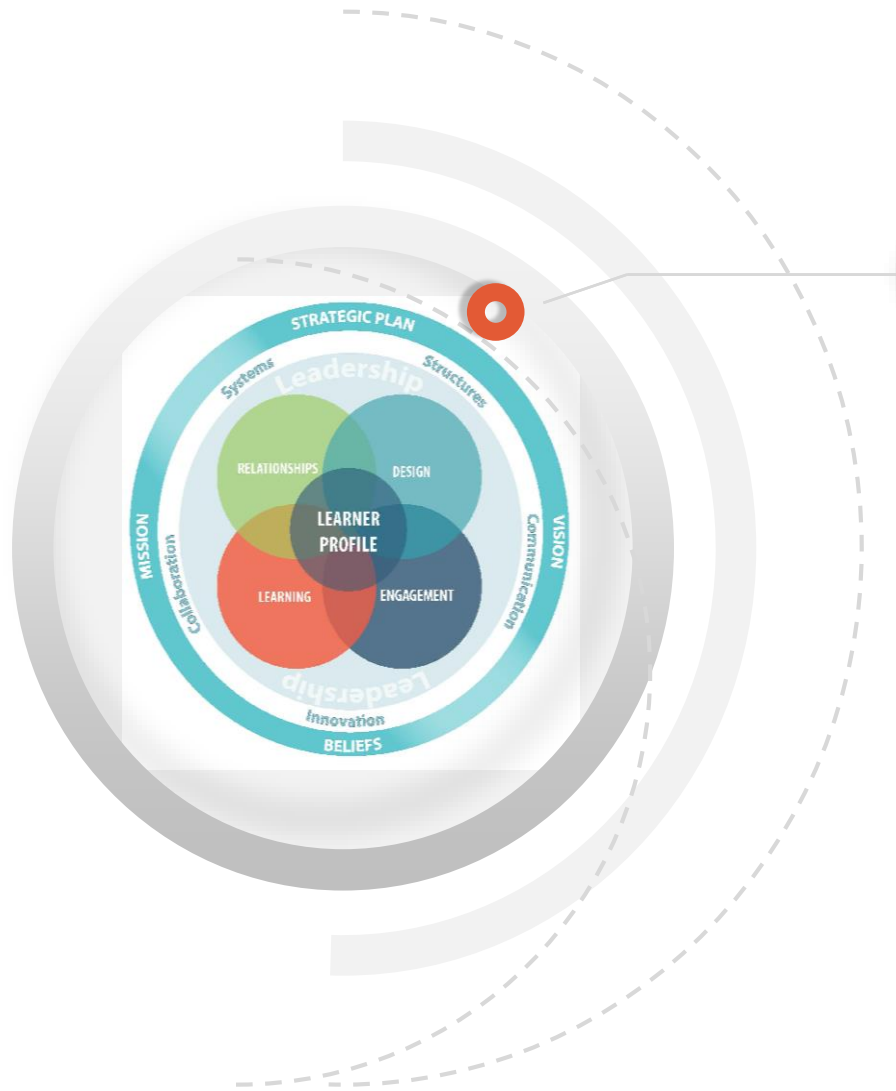 STRATEGIC PLAN
Systems
Structures
Leadership
RELATIONSHIPS
DESIGN
LEARNER
PROFILE
MISSION
VISION
Collaboration
Communication
LEARNING
ENGAGEMENT
Leadership
Innovation
BELIEFS